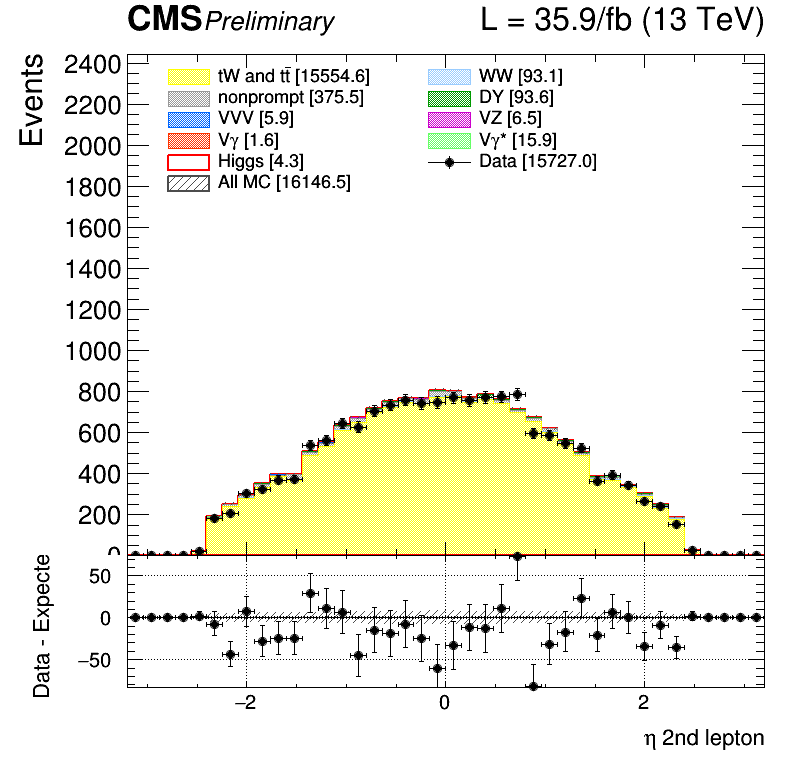 CMS Preliminary L = 35.9/fb (13 TeV)
Events
2400
2200
2000
1800
1600
1400
1200
1000
800
600
400
200
0
tW and tt̄ [15554.6]
nonprompt [375.5]
VVV [5.9]
Vγ [1.6]
Higgs [4.3]
All MC [16146.5]
WW [93.1]
DY [93.6]
VZ [6.5]
Vγ* [15.9]
Data [15727.0]
Data - Expecte
50
0
−50
−2 0 2
η 2nd lepton